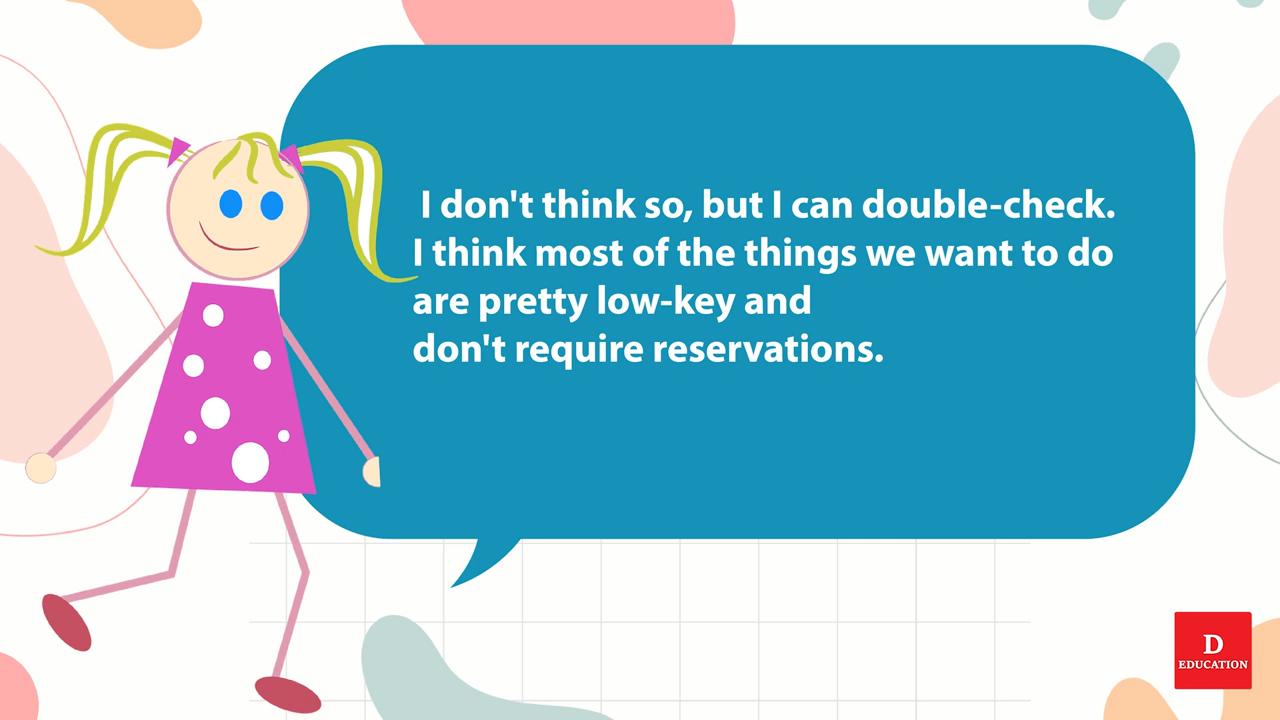 I don't think so, but I can double-check.
I think most of the things we want to do
are pretty low-key and
don't require reservations.
D
EDUCATION